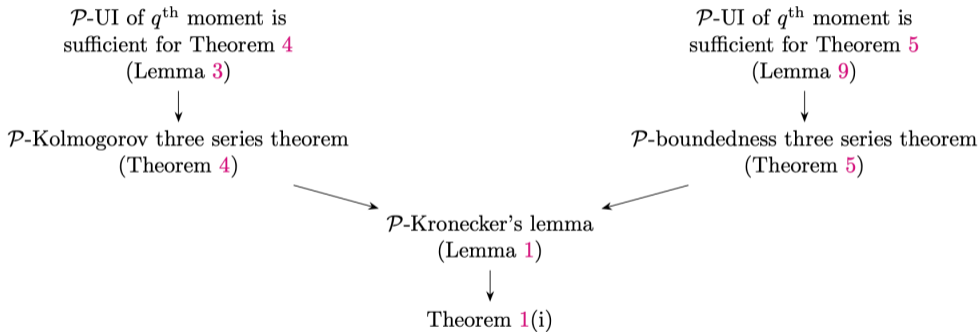 𝒫-UI of qᵗʰ moment is
sufficient for Theorem 4
(Lemma 3)
𝒫-UI of qᵗʰ moment is
sufficient for Theorem 5
(Lemma 9)
𝒫-Kolmogorov three series theorem
(Theorem 4)
𝒫-boundedness three series theorem
(Theorem 5)
𝒫-Kronecker's lemma
(Lemma 1)
Theorem 1(i)